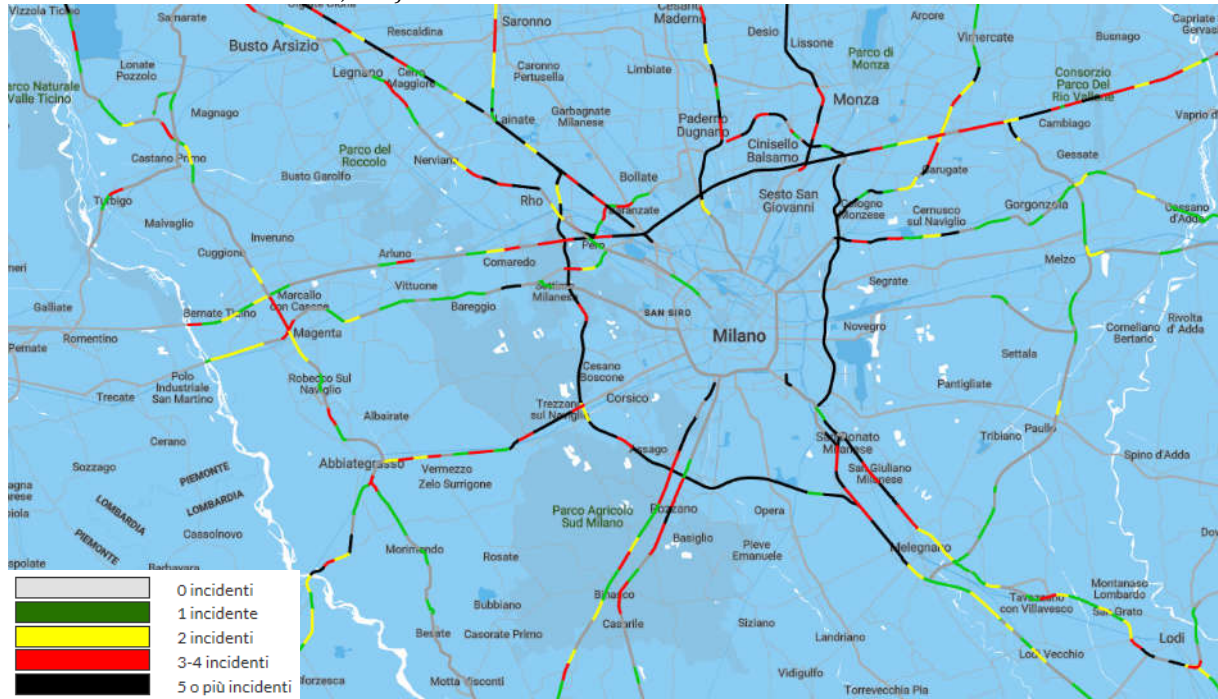 Vizzola Ticino
Samarate
Rescaldina
Saronno
Cesano
Maderno
Desio
Lissone
Arcore
Vimercate
Busnago
Capriate
Busto Arsizio
Parco di
Monza
Lonate
Pozzolo
Legnano
Cerro
Maggiore
Caronno
Pertusella
Limbiate
Consorzio
Parco Del
Rio Vallone
Parco Naturale
Valle Ticino
Magnago
Lainate
Garbagnate
Milanese
Paderno
Dugnano
Monza
Cambiago
Vaprio d
Castano Primo
Parco del
Roccolo
Nerviano
Cinisello
Balsamo
Gessate
Busto Garolfo
Bollate
Turbigo
Rho
Baranzate
Sesto San
Giovanni
Cologno
Monzese
Carugate
Cernusco
sul Naviglio
Gorgonzola
Cassano
d'Adda
Malvaglio
Inveruno
Cuggiono
Arluno
Pero
Comaredo
Melzo
Galliate
Marcallo
con Casone
Vittuone
Settimo
Milanese
Segrate
Bernate Ticino
Bareggio
SAN SIRO
Romentino
Magenta
Milano
Novegro
Rivolta
d' Adda
Comeliano
Bertario
Pernate
Settala
Polo
Industriale
San Martino
Robecco Sul
Naviglio
Cesano
Boscone
Pantigliate
Trecate
Albairate
Trezzano
sul Naviglio
Corsico
Cerano
Paullo
Tribiano
Sozzago
PIEMONTE
LOMBARDIA
Abbiategrasso
Vermezzo
Zelo Surrigone
Assago
San Donato
Milanese
San Giuliano
Milanese
Spino d'Adda
LOMBARDIA
PIEMONTE
Cassolnovo
Parco Agricolo
Sud Milano
Rozzano
Opera
Basiglio
Pieve
Emanuele
Melegnano
Morimondo
Rosate
Barbavara
Bubbiano
Binasco
Casarile
Casorate Primo
Besate
Siziano
Landriano
Tavazzano
con Villavesco
Montanaso
Lombardo
San Grato
Lodi
Lodi Vecchio
Motta Visconti
Vidigulfo
Torrevecchia Pia
0 incidenti
1 incidente
2 incidenti
3-4 incidenti
5 o più incidenti